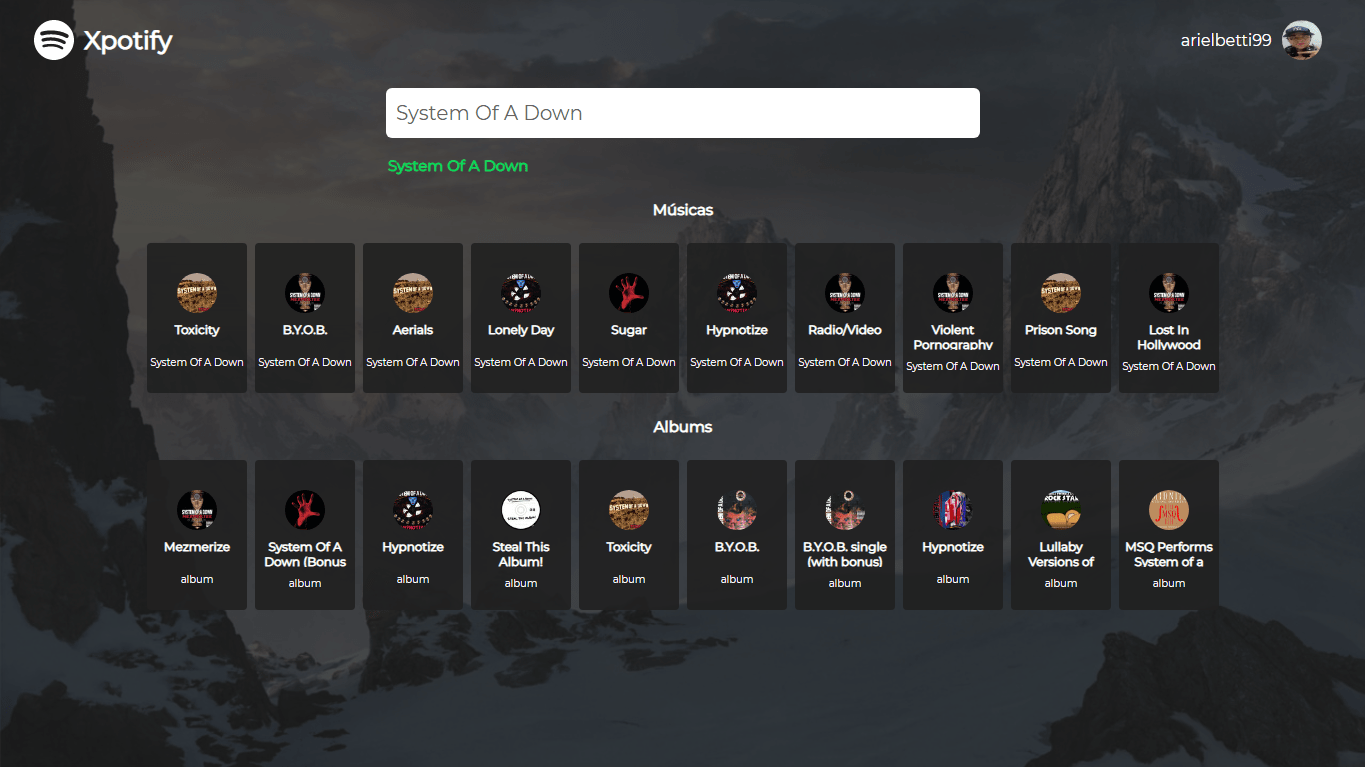 Xpotify
arielbetti99
System Of A Down
System Of A Down
Músicas
Toxicity
System Of A Down
B.Y.O.B.
System Of A Down
Aerials
System Of A Down
Lonely Day
System Of A Down
Sugar
System Of A Down
Hypnotize
System Of A Down
Radio/Video
System Of A Down
Violent
Pornography
System Of A Down
Prison Song
System Of A Down
Lost In
Hollywood
System Of A Down
Albums
Mezmerize
album
System Of A
Down (Bonus
album
Hypnotize
album
Steal This
Album!
album
Toxicity
album
B.Y.O.B.
album
B.Y.O.B. single
(with bonus)
album
Hypnotize
album
Lullaby
Versions of
album
MSQ Performs
System of a
album